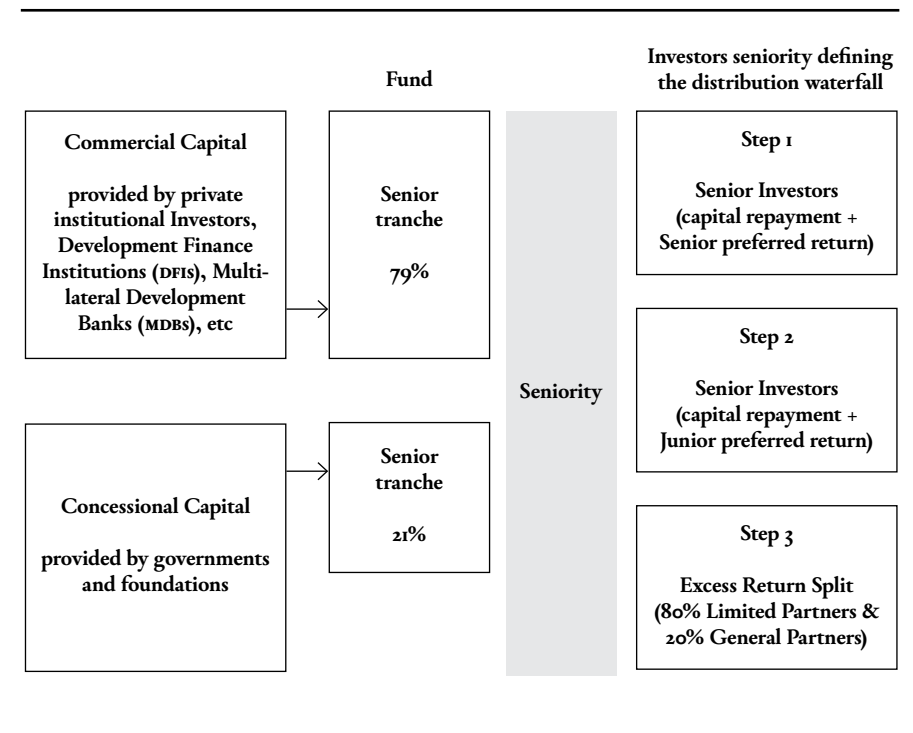 Fund
Investors seniority defining
the distribution waterfall
Commercial Capital
provided by private
institutional Investors,
Development Finance
Institutions (DFIs), Multi-
lateral Development
Banks (MDBs), etc
Senior
tranche
79%
Concessional Capital
provided by governments
and foundations
Senior
tranche
21%
Seniority
Step 1
Senior Investors
(capital repayment +
Senior preferred return)
Step 2
Senior Investors
(capital repayment +
Junior preferred return)
Step 3
Excess Return Split
(80% Limited Partners &
20% General Partners)